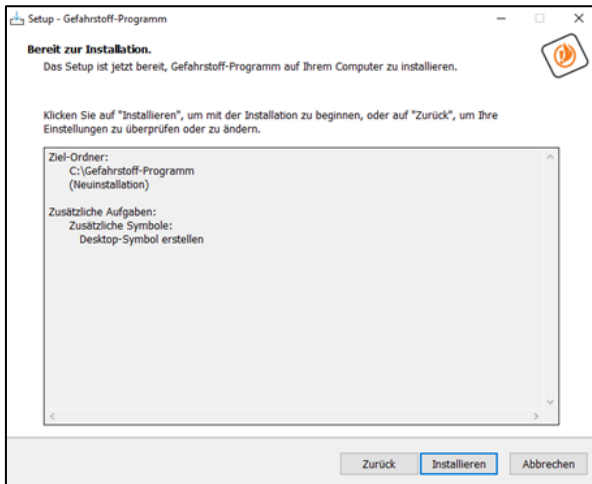 Setup - Gefahrstoff-Programm
Bereit zur Installation.
Das Setup ist jetzt bereit, Gefahrstoff-Programm auf Ihrem Computer zu installieren.
Klicken Sie auf "Installieren", um mit der Installation zu beginnen, oder auf "Zurück", um Ihre
Einstellungen zu überprüfen oder zu ändern.
Ziel-Ordner:
C:\Gefahrstoff-Programm
(Neuinstallation)
Zusätzliche Aufgaben:
Zusätzliche Symbole:
Desktop-Symbol erstellen
Zurück
Installieren
Abbrechen